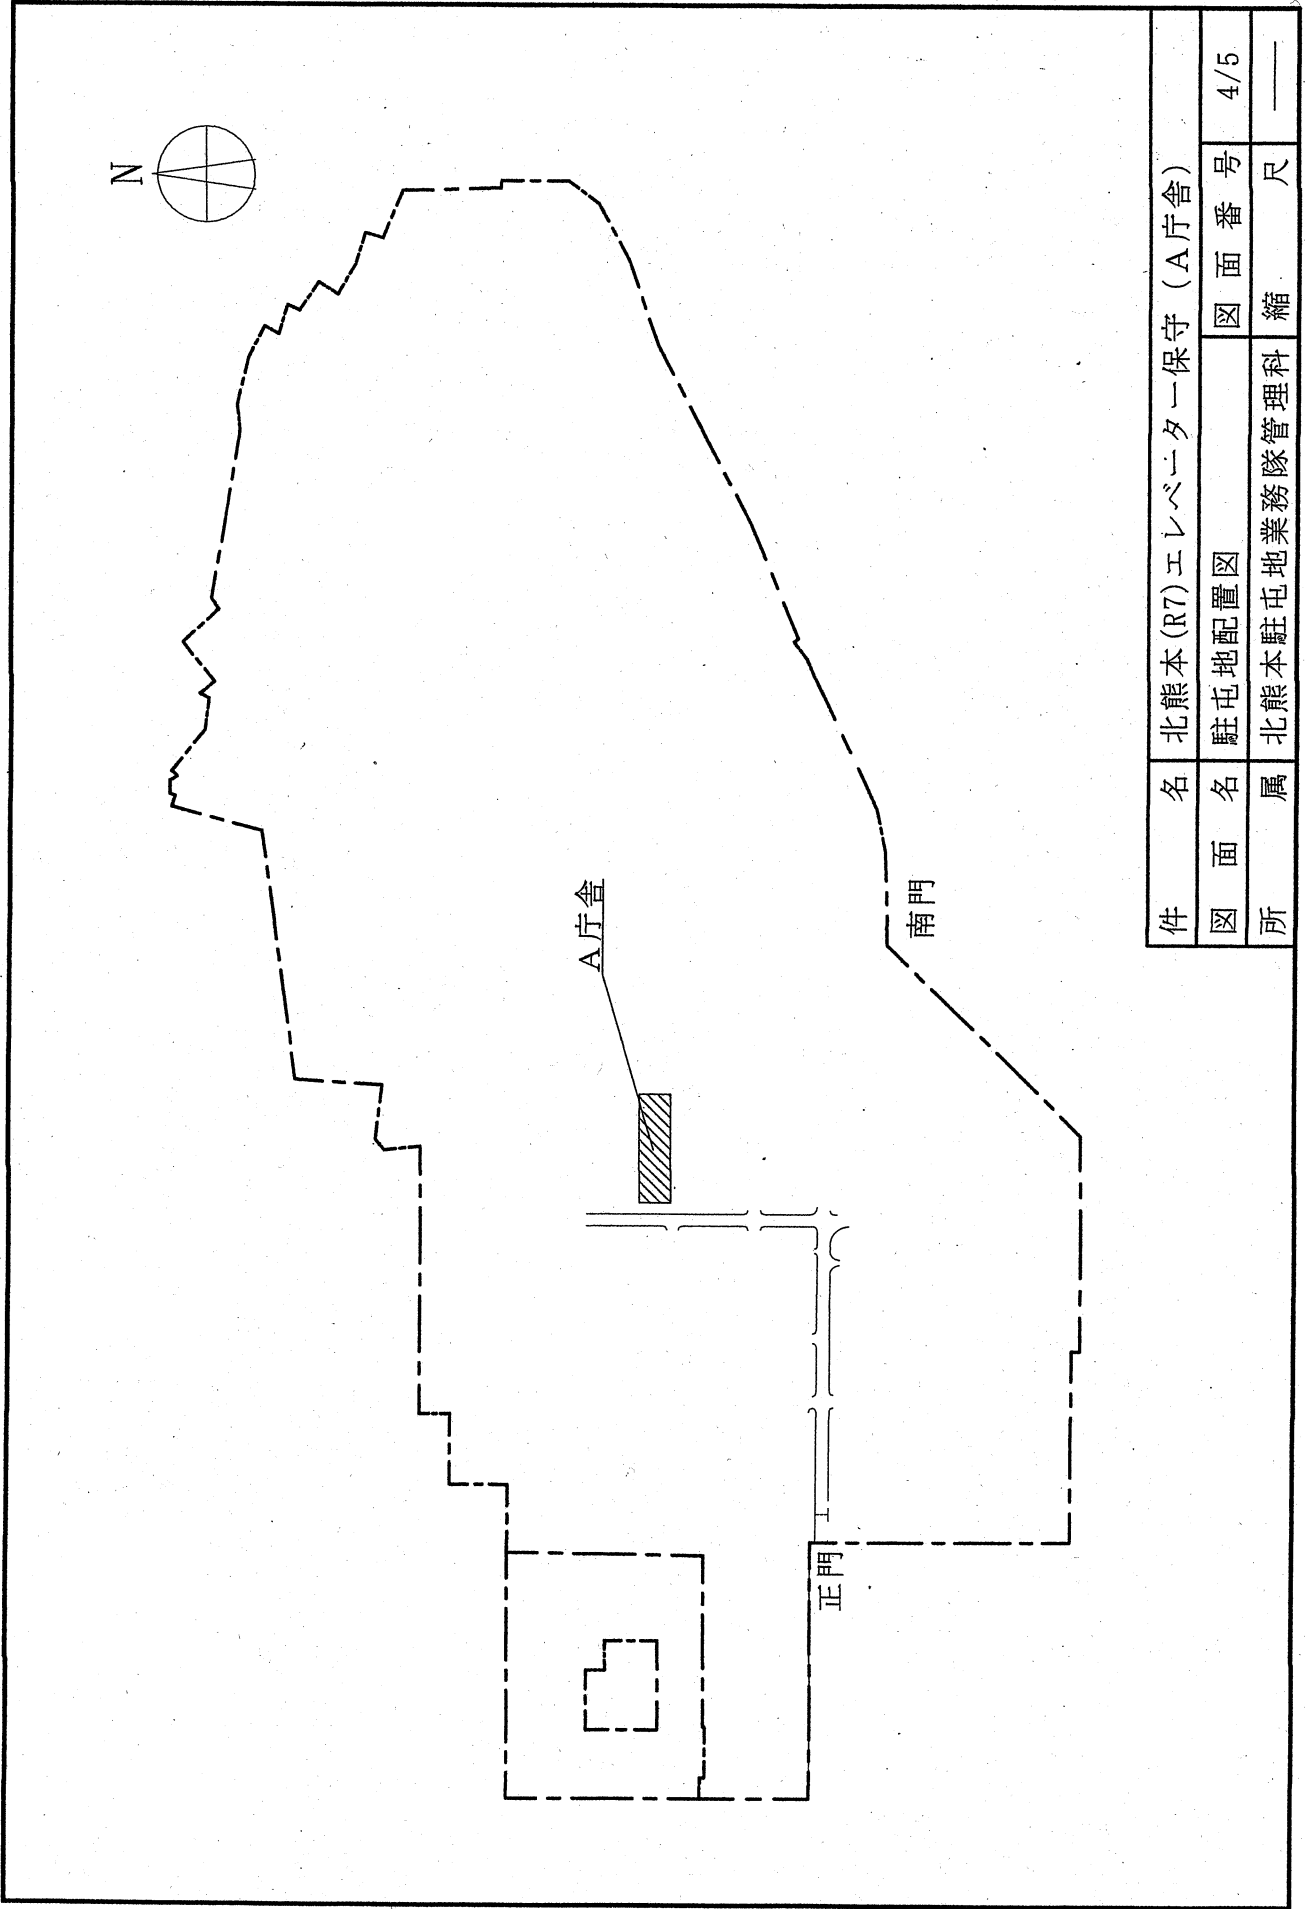 N
A庁舎
南門
正門
件名 北熊本(R7)エレベーター保守(A庁舎)
図面名 駐屯地配置図 図面番号 4/5
所属 北熊本駐屯地業務隊管理科 縮尺 ――